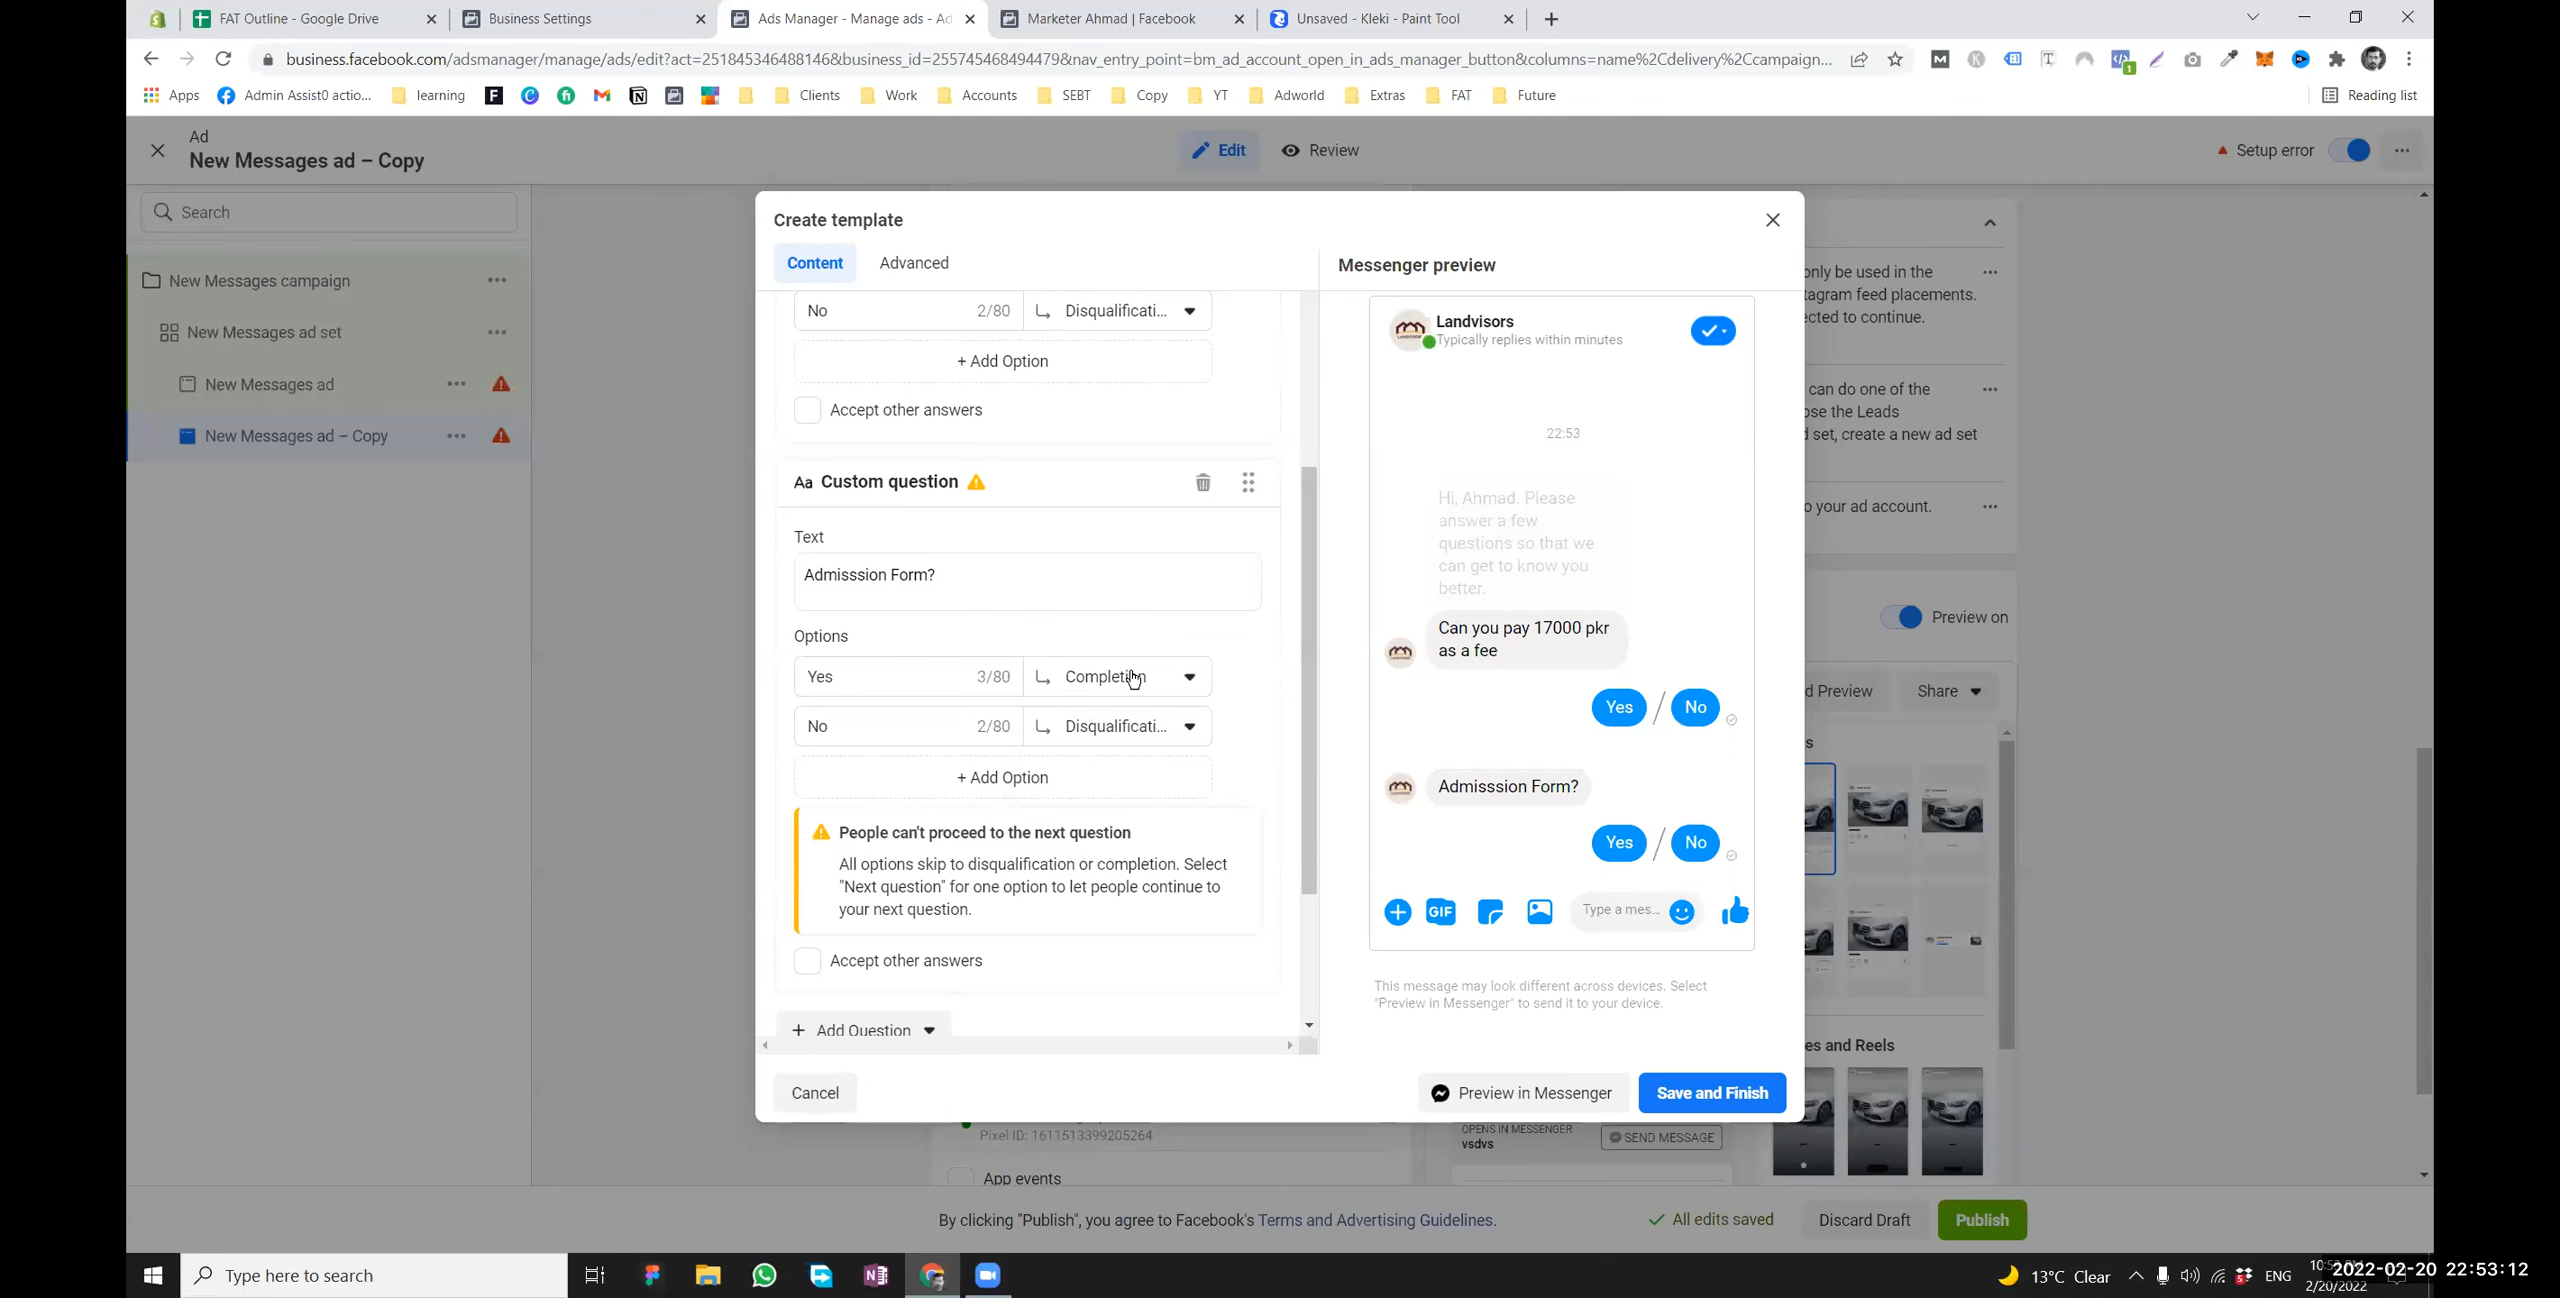 FAT Outline - Google Drive
Business Settings
Ads Manager - Manage ads - Ad
Marketer Ahmad | Facebook
Unsaved - Kleki - Paint Tool
business.facebook.com/adsmanager/manage/ads/edit?act=251845346488146&business_id=255745468494479&nav_entry_point=bm_ad_account_open_in_ads_manager_button&columns=name%2Cdelivery%2Ccampaign...
Apps
Admin Assist0 actio...
learning
Clients
Work
Accounts
SEBT
Copy
YT
Adworld
Extras
FAT
Future
Reading list
Ad
New Messages ad – Copy
Edit
Review
Setup error
Search
New Messages campaign
New Messages ad set
New Messages ad
New Messages ad – Copy
Create template
Content
Advanced
No 2/80 Disqualificati...
+ Add Option
Accept other answers
Aa Custom question
Text
Admisssion Form?
Options
Yes 3/80 Completion
No 2/80 Disqualificati...
+ Add Option
People can't proceed to the next question
All options skip to disqualification or completion. Select
"Next question" for one option to let people continue to
your next question.
Accept other answers
+ Add Question
Cancel
Messenger preview
Landvisors
Typically replies within minutes
22:53
Hi, Ahmad. Please
answer a few
questions so that we
can get to know you
better.
Can you pay 17000 pkr
as a fee
Yes / No
Admisssion Form?
Yes / No
GIF
Type a mes...
This message may look different across devices. Select
"Preview in Messenger" to send it to your device.
Preview in Messenger
Save and Finish
only be used in the
tagram feed placements.
ected to continue.
can do one of the
ose the Leads
d set, create a new ad set
o your ad account.
Preview on
d Preview
Share
s
es and Reels
Pixel ID: 1611513399205264
App events
OPENS IN MESSENGER
vsdvs
SEND MESSAGE
By clicking "Publish", you agree to Facebook's Terms and Advertising Guidelines.
All edits saved
Discard Draft
Publish
Type here to search
13°C Clear
ENG
2/20/2022
2022-02-20 22:53:12